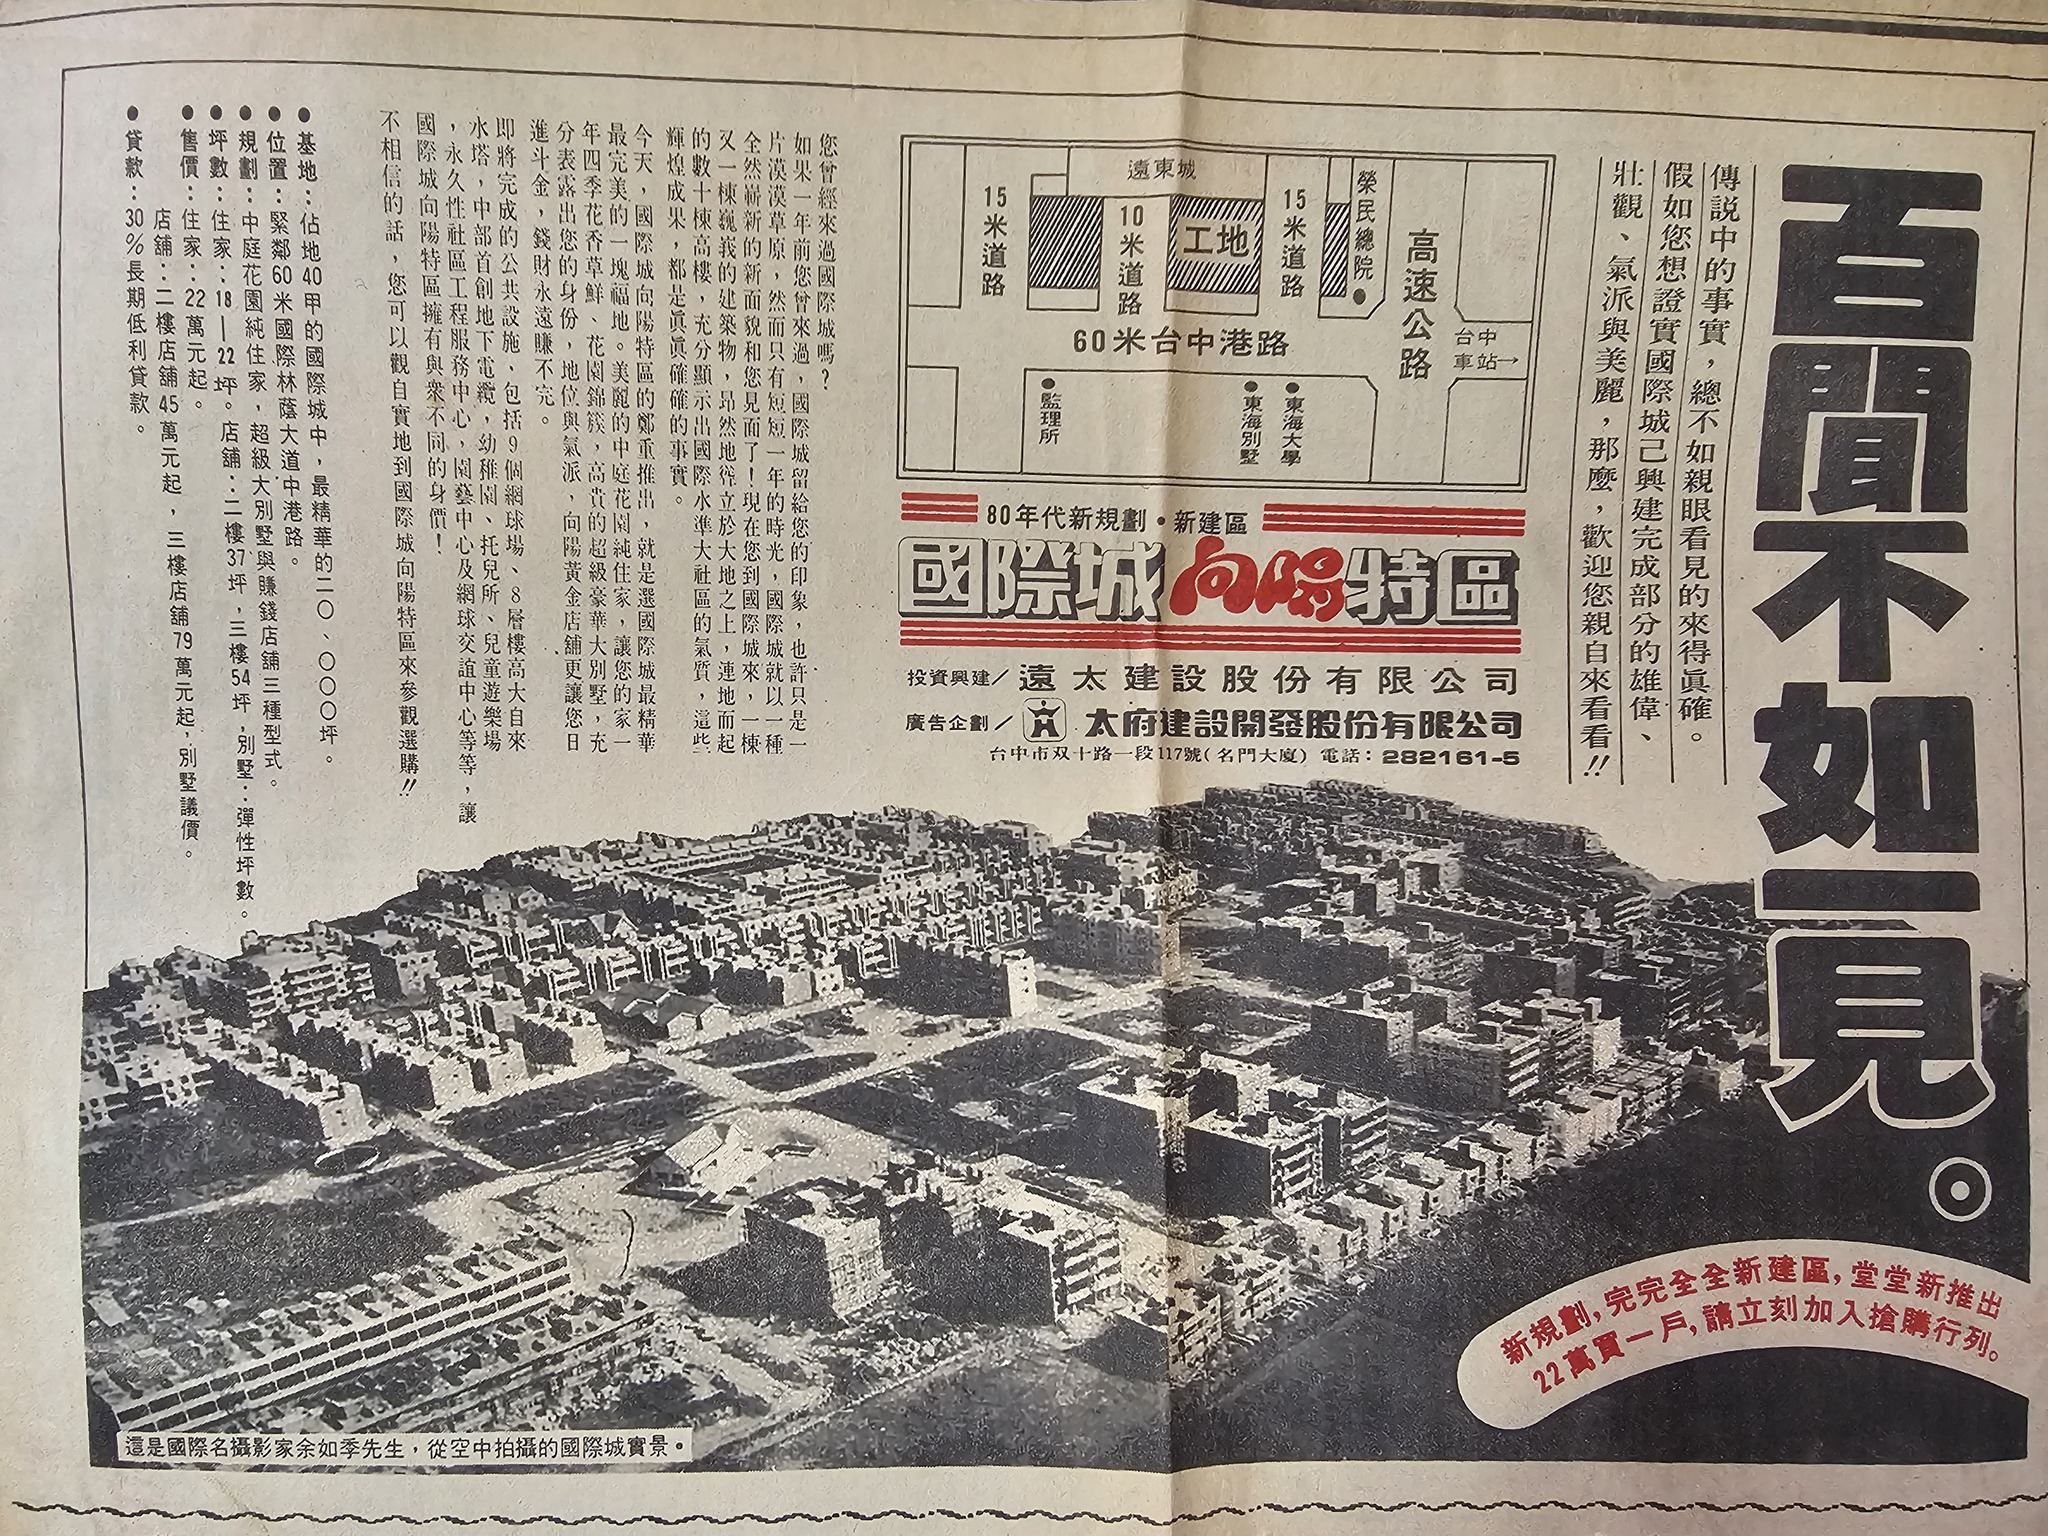 百聞不如一見。
傳說中的事實，總不如親眼看見的來得眞確。
假如您想證實國際城己興建完成部分的雄偉、
壯觀、氣派與美麗，那麼，歡迎您親自來看看!!
遠東城
15米道路
10米道路
工地
15米道路
榮民總院
高速公路
60米台中港路
台中
車站→
監理所
東海別墅
東海大學
80年代新規劃・新建區
國際城向陽特區
投資興建／遠太建設股份有限公司
廣告企劃／太府建設開發股份有限公司
台中市双十路一段117號(名門大廈) 電話：282161-5
您曾經來過國際城嗎？
如果一年前您曾來過，國際城留給您的印象，也許只是一
片漠漠草原，然而只有短短一年的時光，國際城就以一種
全然嶄新的新面貌和您見面了！現在您到國際城來，一棟
又一棟巍峩的建築物，昂然地聳立於大地之上，連地而起
的數十棟高樓，充分顯示出國際水準大社區的氣質，這些
輝煌成果，都是眞眞確確的事實。
今天，國際城向陽特區的鄭重推出，就是選國際城最精華
最完美的一塊福地。美麗的中庭花園純住家，讓您的家一
年四季花香草鮮、花園錦簇，高貴的超級豪華大別墅，充
分表露出您的身份，地位與氣派，向陽黃金店舖更讓您日
進斗金，錢財永遠賺不完。
即將完成的公共設施，包括9個網球場、8層樓高大自來
水塔，中部首創地下電纜，幼稚園、托兒所、兒童遊樂場
，永久性社區工程服務中心，園藝中心及網球交誼中心等等，讓
國際城向陽特區擁有與衆不同的身價！
不相信的話，您可以觀自實地到國際城向陽特區來參觀選購!!
●基地：佔地40甲的國際城中，最精華的二〇、〇〇〇坪。
●位置：緊鄰60米國際林蔭大道中港路。
●規劃：中庭花園純住家，超級大別墅與賺錢店舖三種型式。
●坪數：住家：18—22坪。店舖：二樓37坪，三樓54坪，別墅：彈性坪數。
●售價：住家：22萬元起。
店舖：二樓店舖45萬元起，三樓店舖79萬元起，別墅議價。
●貸款：30%長期低利貸款。
新規劃，完完全全新建區，堂堂新推出
22萬買一戶，請立刻加入搶購行列。
這是國際名攝影家余如季先生，從空中拍攝的國際城實景。